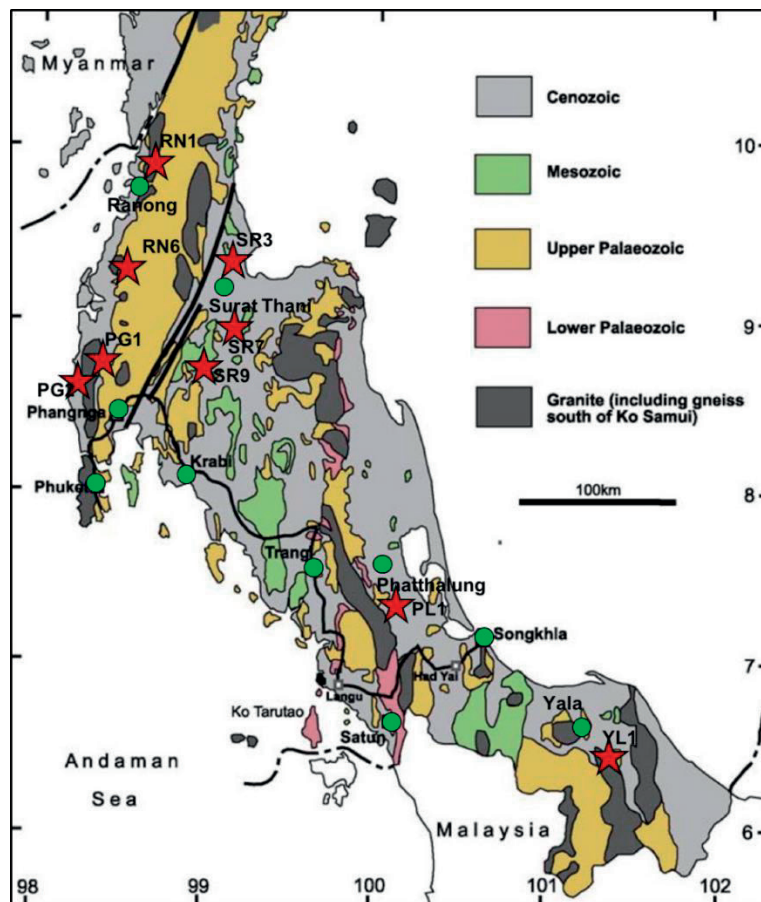 Myanmar
RN1
Ranong
RN6
SR3
Surat Thani
SR7
SR9
PG1
PG2
Phangnga
Phuket
Krabi
Trang
Phatthalung
PL1
Songkhla
Had Yai
Langu
Ko Tarutao
Satun
Yala
YL1
Andaman
Sea
Malaysia
Cenozoic
Mesozoic
Upper Palaeozoic
Lower Palaeozoic
Granite (including gneiss
south of Ko Samui)
100km
10
9
8
7
6
98
99
100
101
102